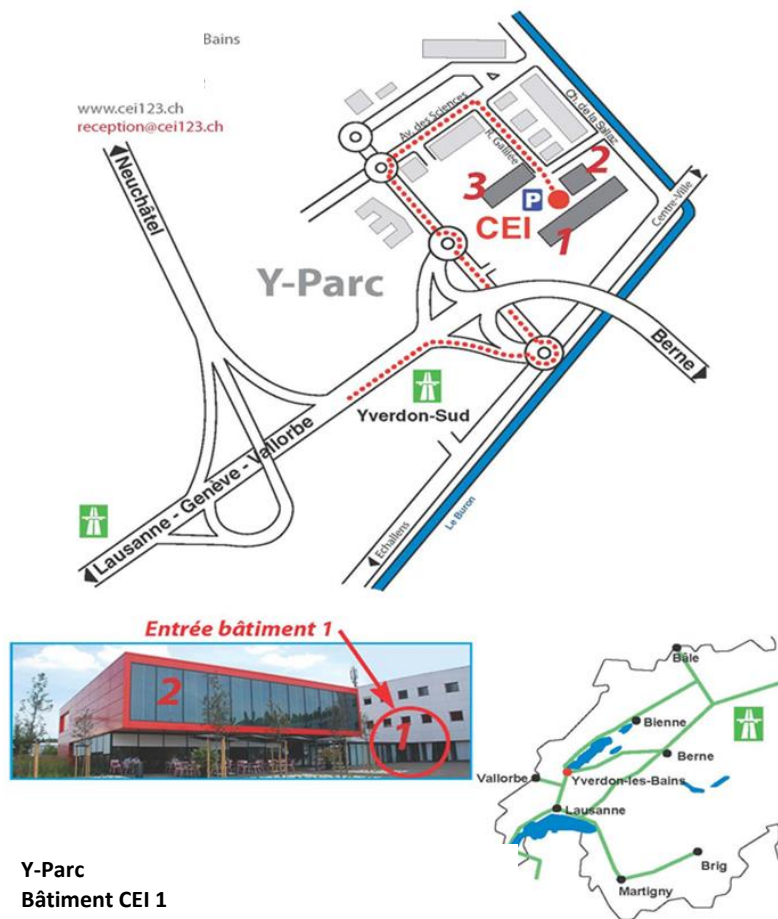 Bains
www.cei123.ch
reception@cei123.ch
Neuchâtel
Av. des Sciences
R. Galilée
Ch. de la Sallaz
Centre-Ville
3
P
2
CEI
1
Y-Parc
Berne
Yverdon-Sud
Lausanne - Genève - Vallorbe
Echallens
Le Buron
Entrée bâtiment 1
2
1
Bâle
Bienne
Berne
Vallorbe
Yverdon-les-Bains
Lausanne
Brig
Martigny
Y-Parc
Bâtiment CEI 1